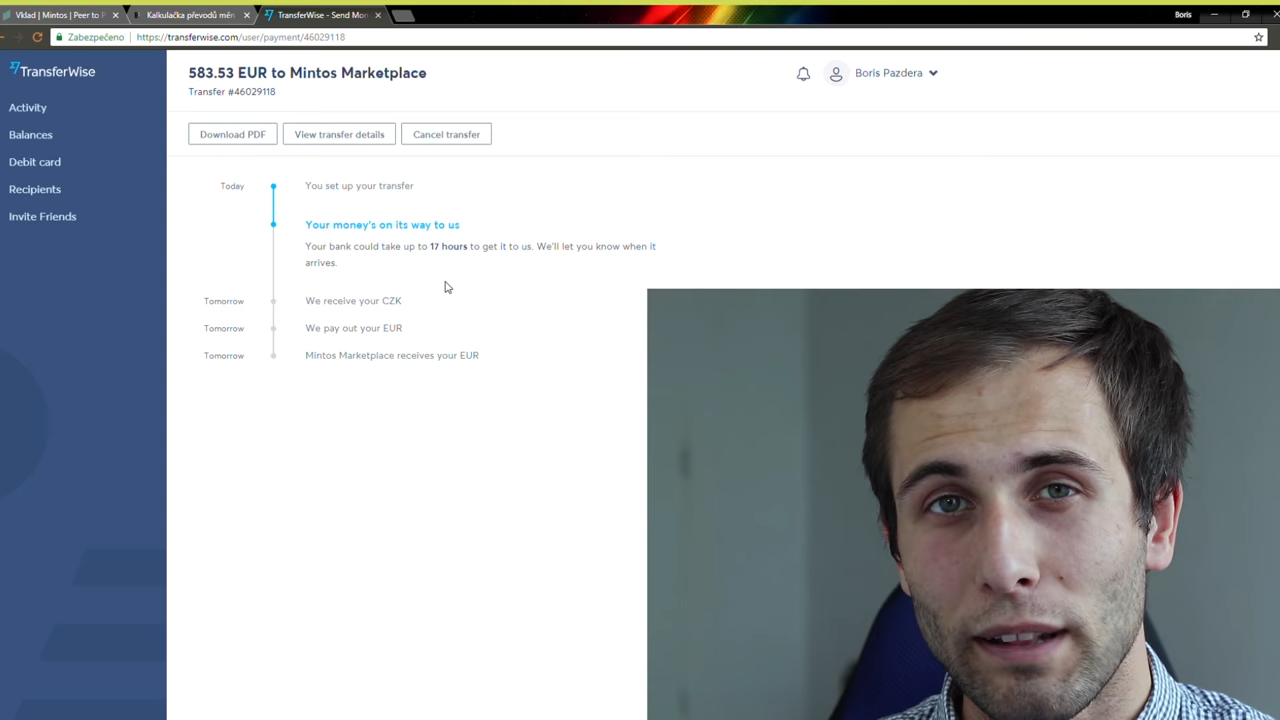 Vklad | Mintos | Peer to P
Kalkulačka převodů měn
TransferWise - Send Mon
Boris
Zabezpečeno
https://transferwise.com/user/payment/46029118
TransferWise
583.53 EUR to Mintos Marketplace
Transfer #46029118
Boris Pazdera
Activity
Balances
Debit card
Recipients
Invite Friends
Download PDF
View transfer details
Cancel transfer
Today
You set up your transfer
Your money's on its way to us
Your bank could take up to 17 hours to get it to us. We'll let you know when it
arrives.
Tomorrow
We receive your CZK
Tomorrow
We pay out your EUR
Tomorrow
Mintos Marketplace receives your EUR